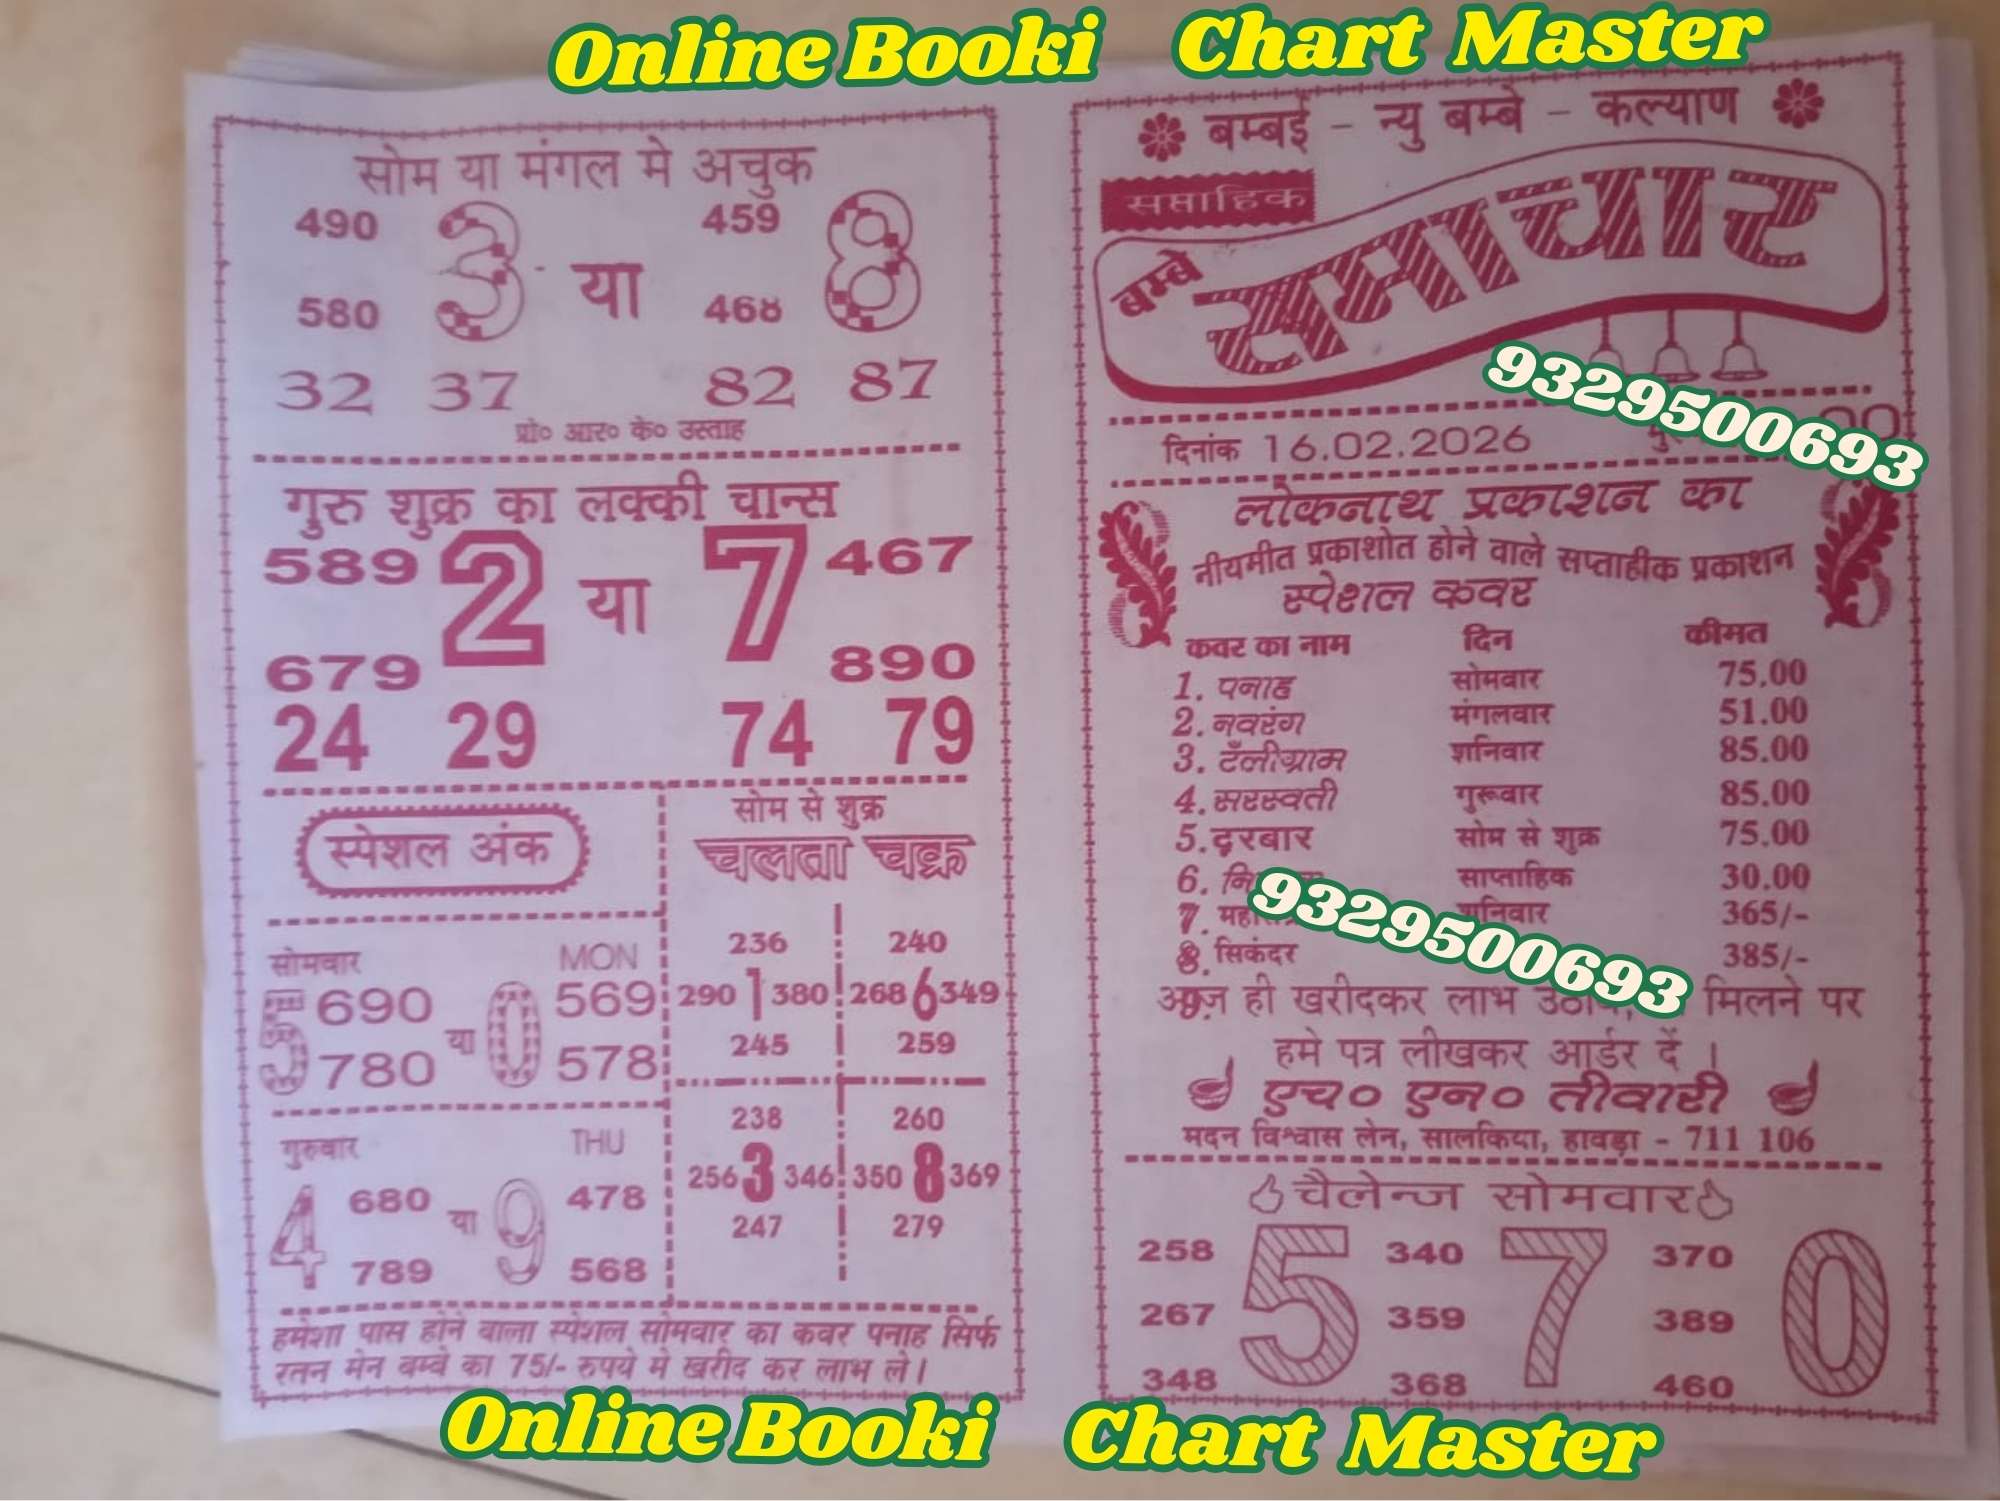 Online Booki Chart Master
सोम या मंगल मे अचुक
490 3 या 459 8
580 468
32 37 82 87
प्रो० आर० के० उस्ताह
गुरु शुक्र का लक्की चान्स
589 2 या 7 467
679 890
24 29 74 79
स्पेशल अंक
सोमवार MON
5 690 या 0 569
780 578
गुरुवार THU
4 680 या 9 478
789 568
सोम से शुक्र
चलता चक्र
236 240
290 1 380 268 6 349
245 259
238 260
256 3 346 350 8 369
247 279
हमेशा पास होने वाला स्पेशल सोमवार का कवर पनाह सिर्फ
रतन मेन बम्बे का 75/- रुपये मे खरीद कर लाभ ले।
बम्बई - न्यु बम्बे - कल्याण
सप्ताहिक
बम्बे समाचार
9329500693
दिनांक 16.02.2026
लोकनाथ प्रकाशन का
नीयमीत प्रकाशोत होने वाले सप्ताहीक प्रकाशन
स्पेशल कवर
कवर का नाम दिन कीमत
1. पनाह सोमवार 75.00
2. नवरंग मंगलवार 51.00
3. टँलीग्राम शनिवार 85.00
4. सरस्वती गुरूवार 85.00
5. दरबार सोम से शुक्र 75.00
6. साप्ताहिक 30.00
7. शनिवार 365/-
8. सिकंदर 385/-
9329500693
आज ही खरीदकर लाभ मिलने पर
हमे पत्र लीखकर आर्डर दें ।
एच० एन० तीवारी
मदन विश्वास लेन, सालकिया, हावड़ा - 711 106
चैलेन्ज सोमवार
258 5 340 7 370 0
267 359 389
348 368 460
Online Booki Chart Master